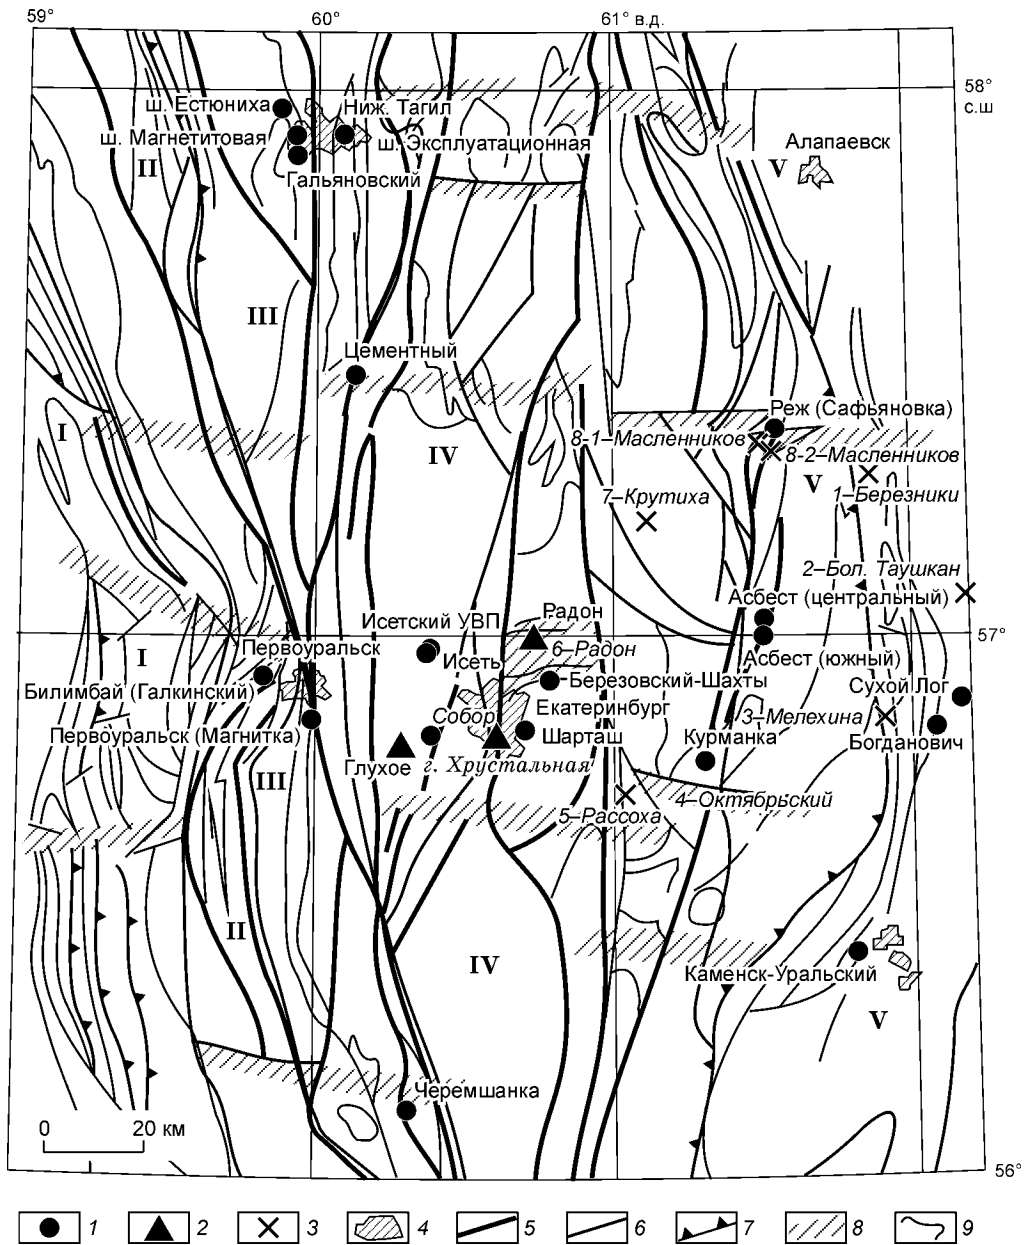 59°
60°
61° в.д.
58°
с.ш
ш. Естюниха
Ниж. Тагил
ш. Магнетитовая
ш. Эксплуатационная
Алапаевск
II
V
Гальяновский
III
Цементный
I
Реж (Сафьяновка)
8-1–Масленников
IV
8-2–Масленников
V
7–Крутиха
1–Березники
2–Бол. Таушкан
Асбест (центральный)
Радон
Исетский УВП
57°
Первоуральск
6–Радон
I
Исеть
Асбест (южный)
Билимбай (Галкинский)
Березовский-Шахты
Сухой Лог
Екатеринбург
Собор
3–Мелехина
Первоуральск (Магнитка)
Шарташ
Курманка
Богданович
Глухое
г. Хрустальная
III
4–Октябрьский
5–Рассоха
II
IV
Каменск-Уральский
V
Черемшанка
0 20 км
56°
1 2 3 4 5 6 7 8 9